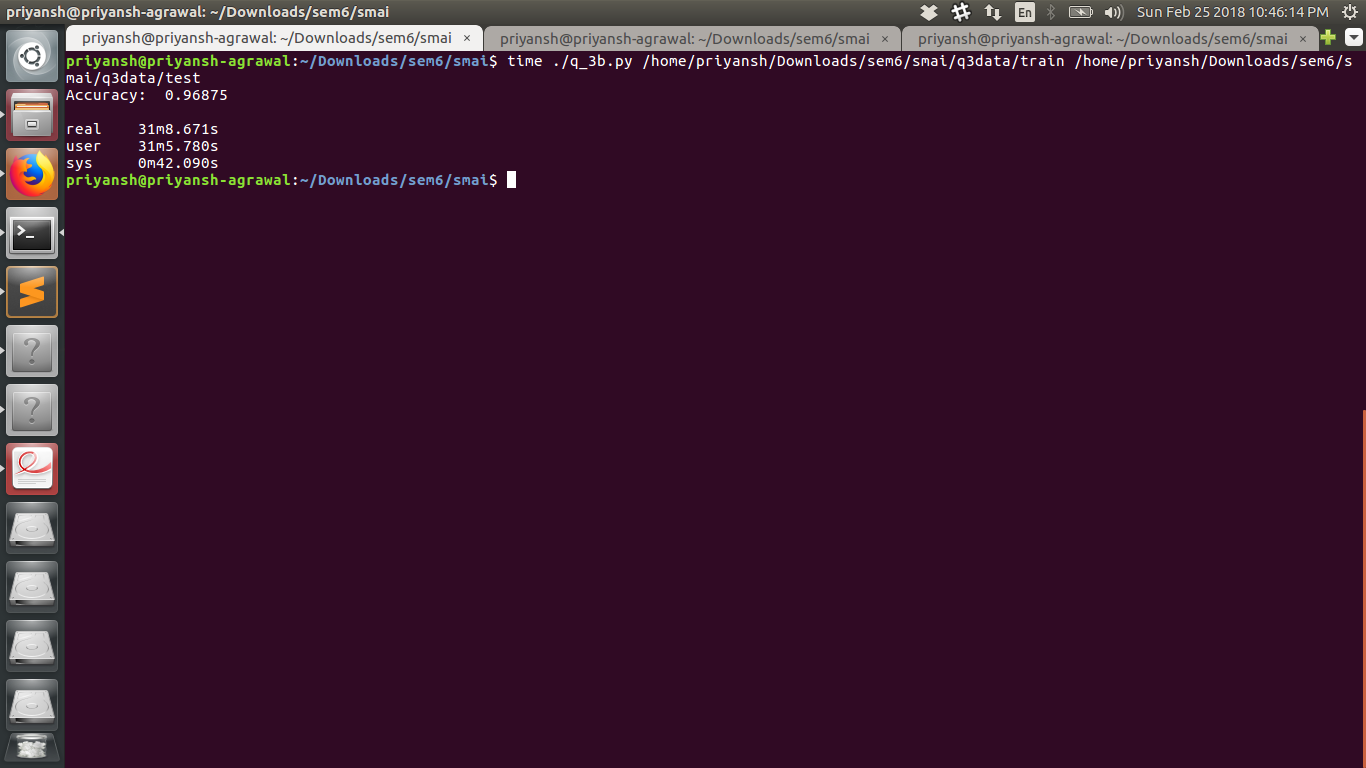 priyansh@priyansh-agrawal: ~/Downloads/sem6/smai
En
Sun Feb 25 2018 10:46:14 PM
priyansh@priyansh-agrawal: ~/Downloads/sem6/smai ×
priyansh@priyansh-agrawal: ~/Downloads/sem6/smai ×
priyansh@priyansh-agrawal: ~/Downloads/sem6/smai ×
priyansh@priyansh-agrawal:~/Downloads/sem6/smai$ time ./q_3b.py /home/priyansh/Downloads/sem6/smai/q3data/train /home/priyansh/Downloads/sem6/s
mai/q3data/test
Accuracy:  0.96875
real    31m8.671s
user    31m5.780s
sys     0m42.090s
priyansh@priyansh-agrawal:~/Downloads/sem6/smai$